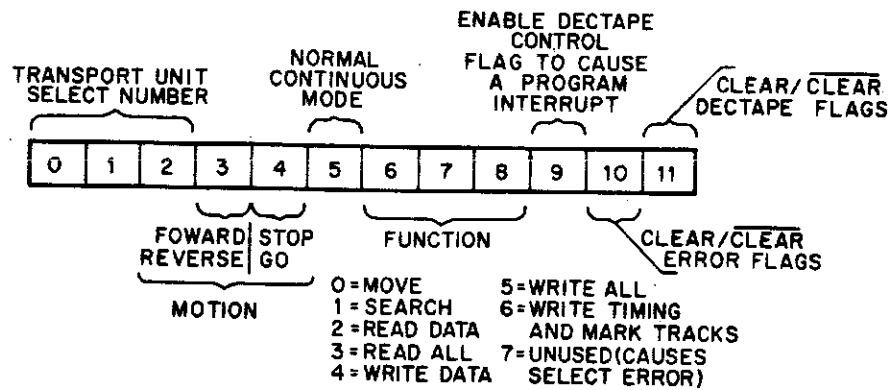 ENABLE DECTAPE
CONTROL
FLAG TO CAUSE
A PROGRAM
INTERRUPT
NORMAL
CONTINUOUS
MODE
TRANSPORT UNIT
SELECT NUMBER
CLEAR/CLEAR
DECTAPE FLAGS
0 1 2 3 4 5 6 7 8 9 10 11
FOWARD STOP
REVERSE GO
MOTION
FUNCTION
CLEAR/CLEAR
ERROR FLAGS
0=MOVE
1=SEARCH
2=READ DATA
3=READ ALL
4=WRITE DATA
5=WRITE ALL
6=WRITE TIMING
AND MARK TRACKS
7=UNUSED(CAUSES
SELECT ERROR)